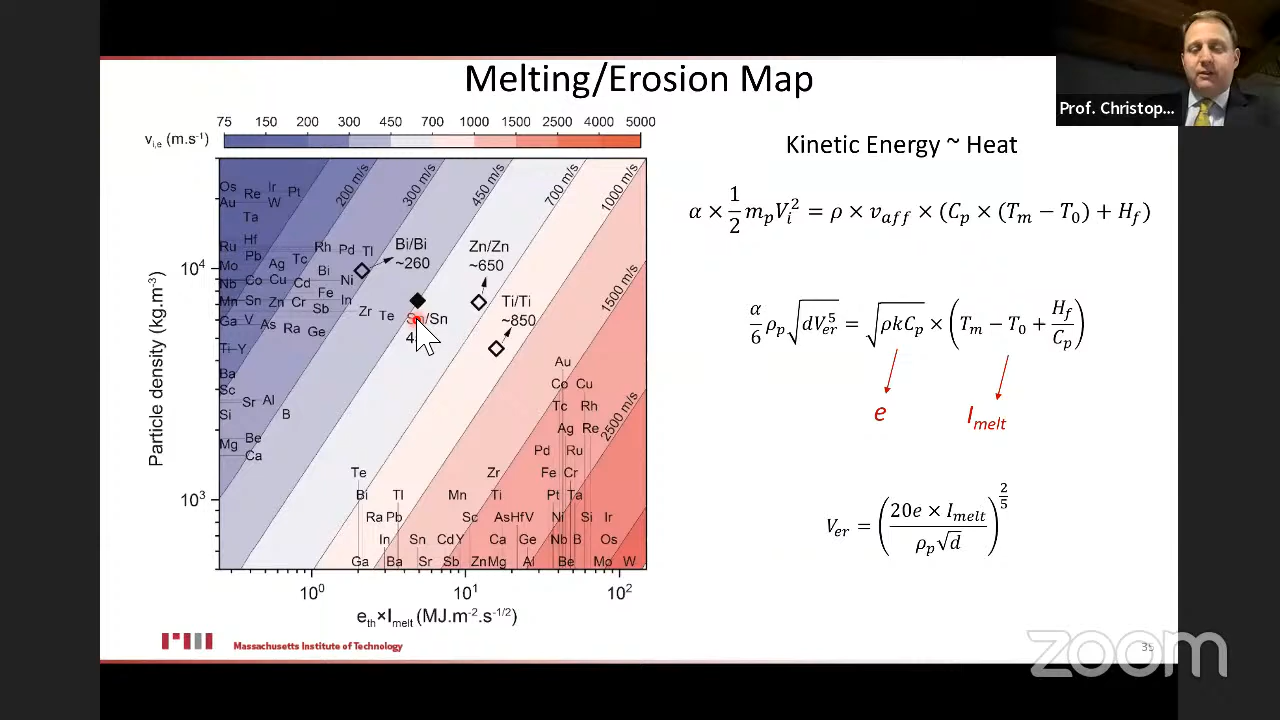 Melting/Erosion Map
Prof. Christop...
75 150 200 300 450 700 1000 1500 2500 4000 5000
v_i,e (m.s⁻¹)
Kinetic Energy ~ Heat
α × 1/2 m_p V_i² = ρ × v_aff × (C_p × (T_m − T_0) + H_f)
α/6 ρ_p √(dV_er⁵) = √(ρkC_p) × (T_m − T_0 + H_f/C_p)
e
I_melt
V_er = (20e × I_melt / ρ_p√d)^(2/5)
200 m/s
300 m/s
450 m/s
700 m/s
1000 m/s
1500 m/s
2500 m/s
Os Re Ir Pt
Au W
Ta
Hf
Ru Rh Pd Tl
Pb Tc
Mo Ag Bi
Nb Co Cu Cd Ni
Fe
Mn Sn Zn Cr In
Sb Zr Te
Ga V As Ra Ge
Ti Y
Ba
Sc
Sr Al
Si B
Be
Mg
Ca
Bi/Bi
~260
Zn/Zn
~650
Ti/Ti
~850
/Sn
Au
Co Cu
Tc Rh
Ag Re
Pd Ru
Te Zr Fe Cr
Bi Tl Mn Ti Pt Ta
Ra Pb Sc As Hf V Ni Si Ir
In Sn Cd Y Ca Ge Nb B Os
Ga Ba Sr Sb Zn Mg Al Be Mo W
Particle density (kg.m⁻³)
10⁴
10³
10⁰ 10¹ 10²
e_th×I_melt (MJ.m⁻².s⁻¹/²)
Massachusetts Institute of Technology
zoom